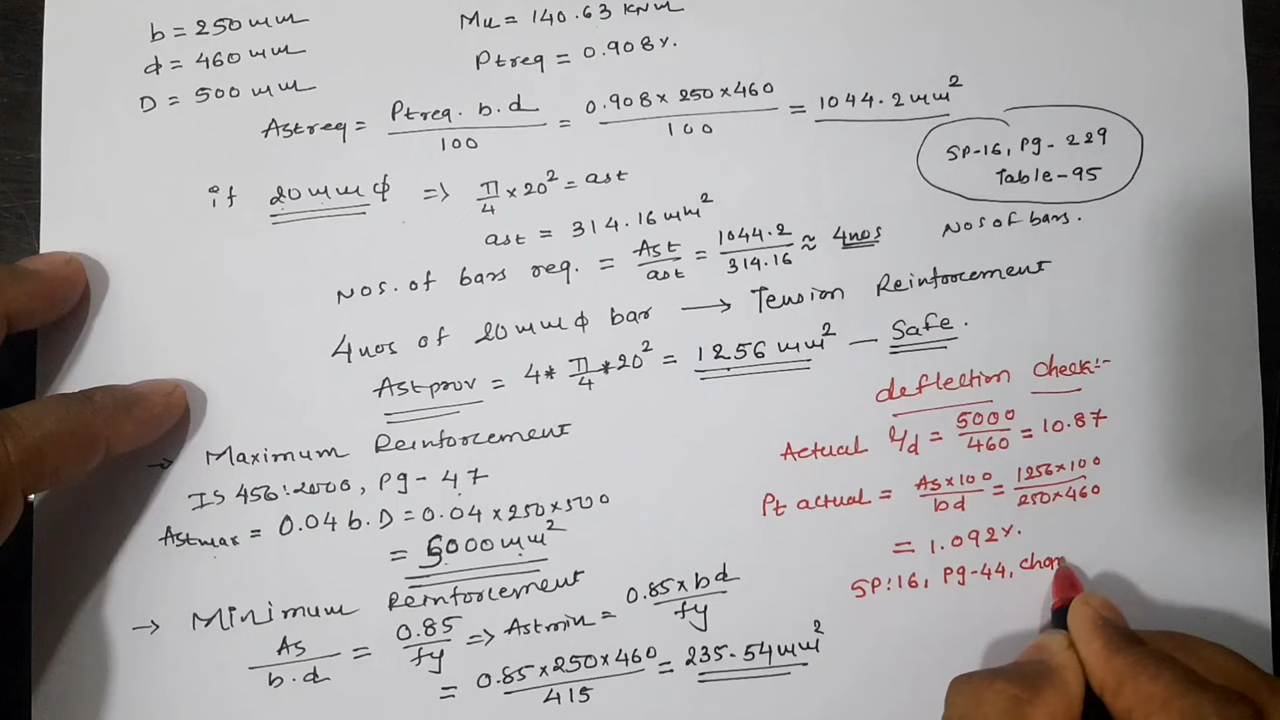 b = 250 mm
d = 460 mm
D = 500 mm
Mu = 140.63 KNm
Ptreq = 0.908%.
Astreq = Ptreq. b.d / 100 = 0.908 x 250 x 460 / 100 = 1044.2 mm²
SP-16, Pg- 229
Table-95
if 20 mm ϕ => π/4 x 20² = ast
ast = 314.16 mm²
Nos. of bars req. = Ast/ast = 1044.2/314.16 ≈ 4nos
Nos of bars.
4nos of 20 mm ϕ bar → Tension Reinforcement
Astprov = 4* π/4 *20² = 1256 mm² – Safe.
→ Maximum Reinforcement
IS 456:2000, Pg- 47
Astmax = 0.04 b.D = 0.04 x 250 x 500
= 5000 mm²
→ Minimum Reinforcement
As/b.d = 0.85/fy => Astmin = 0.85 x bd/fy
= 0.85 x 250 x 460/415 = 235.54 mm²
deflection check:-
Actual l/d = 5000/460 = 10.87
Pt actual = As x 100/bd = 1256 x 100/250 x 460
= 1.092%.
SP:16, Pg-44, char